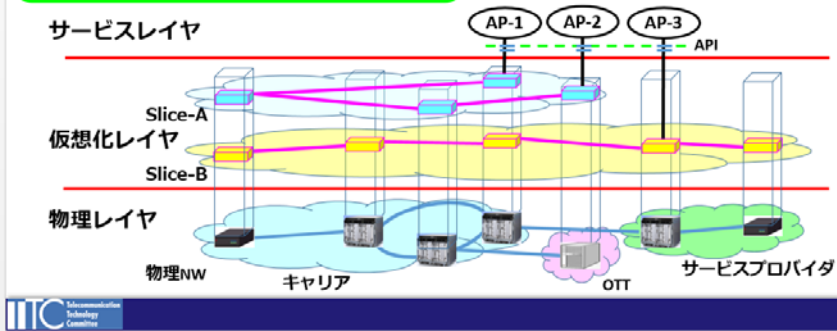 サービスレイヤ
AP-1
AP-2
AP-3
API
Slice-A
仮想化レイヤ
Slice-B
物理レイヤ
物理NW
キャリア
OTT
サービスプロバイダ
TTC
Telecommunication
Technology
Committee